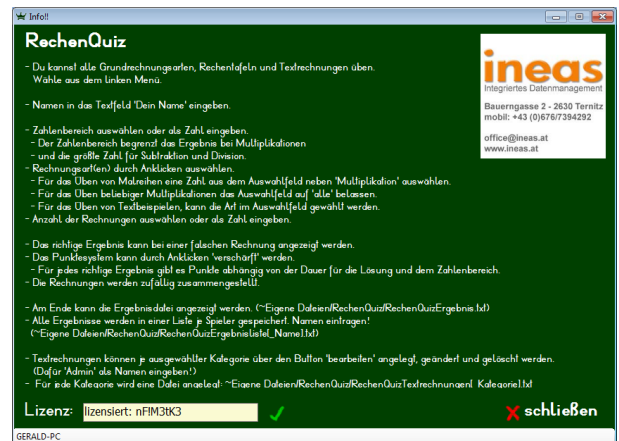 Info!!
RechenQuiz
- Du kannst alle Grundrechnungsarten, Rechentafeln und Textrechnungen üben.
Wähle aus dem linken Menü.
- Namen in das Textfeld 'Dein Name' eingeben.
- Zahlenbereich auswählen oder als Zahl eingeben.
- Der Zahlenbereich begrenzt das Ergebnis bei Multiplikationen
- und die größte Zahl für Subtraktion und Division.
- Rechnungsart(en) durch Anklicken auswählen.
- Für das Üben von Malreihen eine Zahl aus dem Auswahlfeld neben 'Multiplikation' auswählen.
- Für das Üben beliebiger Multiplikationen das Auswahlfeld auf 'alle' belassen.
- Für das Üben von Textbeispielen, kann die Art im Auswahlfeld gewählt werden.
- Anzahl der Rechnungen auswählen oder als Zahl eingeben.
- Das richtige Ergebnis kann bei einer falschen Rechnung angezeigt werden.
- Das Punktesystem kann durch Anklicken 'verschärft' werden.
- Für jedes richtige Ergebnis gibt es Punkte abhängig von der Dauer für die Lösung und dem Zahlenbereich.
- Die Rechnungen werden zufällig zusammengestellt.
- Am Ende kann die Ergebnisdatei angezeigt werden. (~Eigene Dateien/RechenQuiz/RechenQuizErgebnis.txt)
- Alle Ergebnisse werden in einer Liste je Spieler gespeichert. Namen eintragen!
(~Eigene Dateien/RechenQuiz/RechenQuizErgebnisliste[_Name].txt)
- Textrechnungen können je ausgewählter Kategorie über den Button 'bearbeiten' angelegt, geändert und gelöscht werden.
(Dafür 'Admin' als Namen eingeben!)
- Für jede Kategorie wird eine Datei angelegt: ~Eigene Dateien/RechenQuiz/RechenQuizTextrechnungen[_Kategorie].txt
ineas
Integriertes Datenmanagement
Bauerngasse 2 - 2630 Ternitz
mobil: +43 (0)676/7394292
office@ineas.at
www.ineas.at
Lizenz: lizensiert: nFlM3tK3
schließen
GERALD-PC